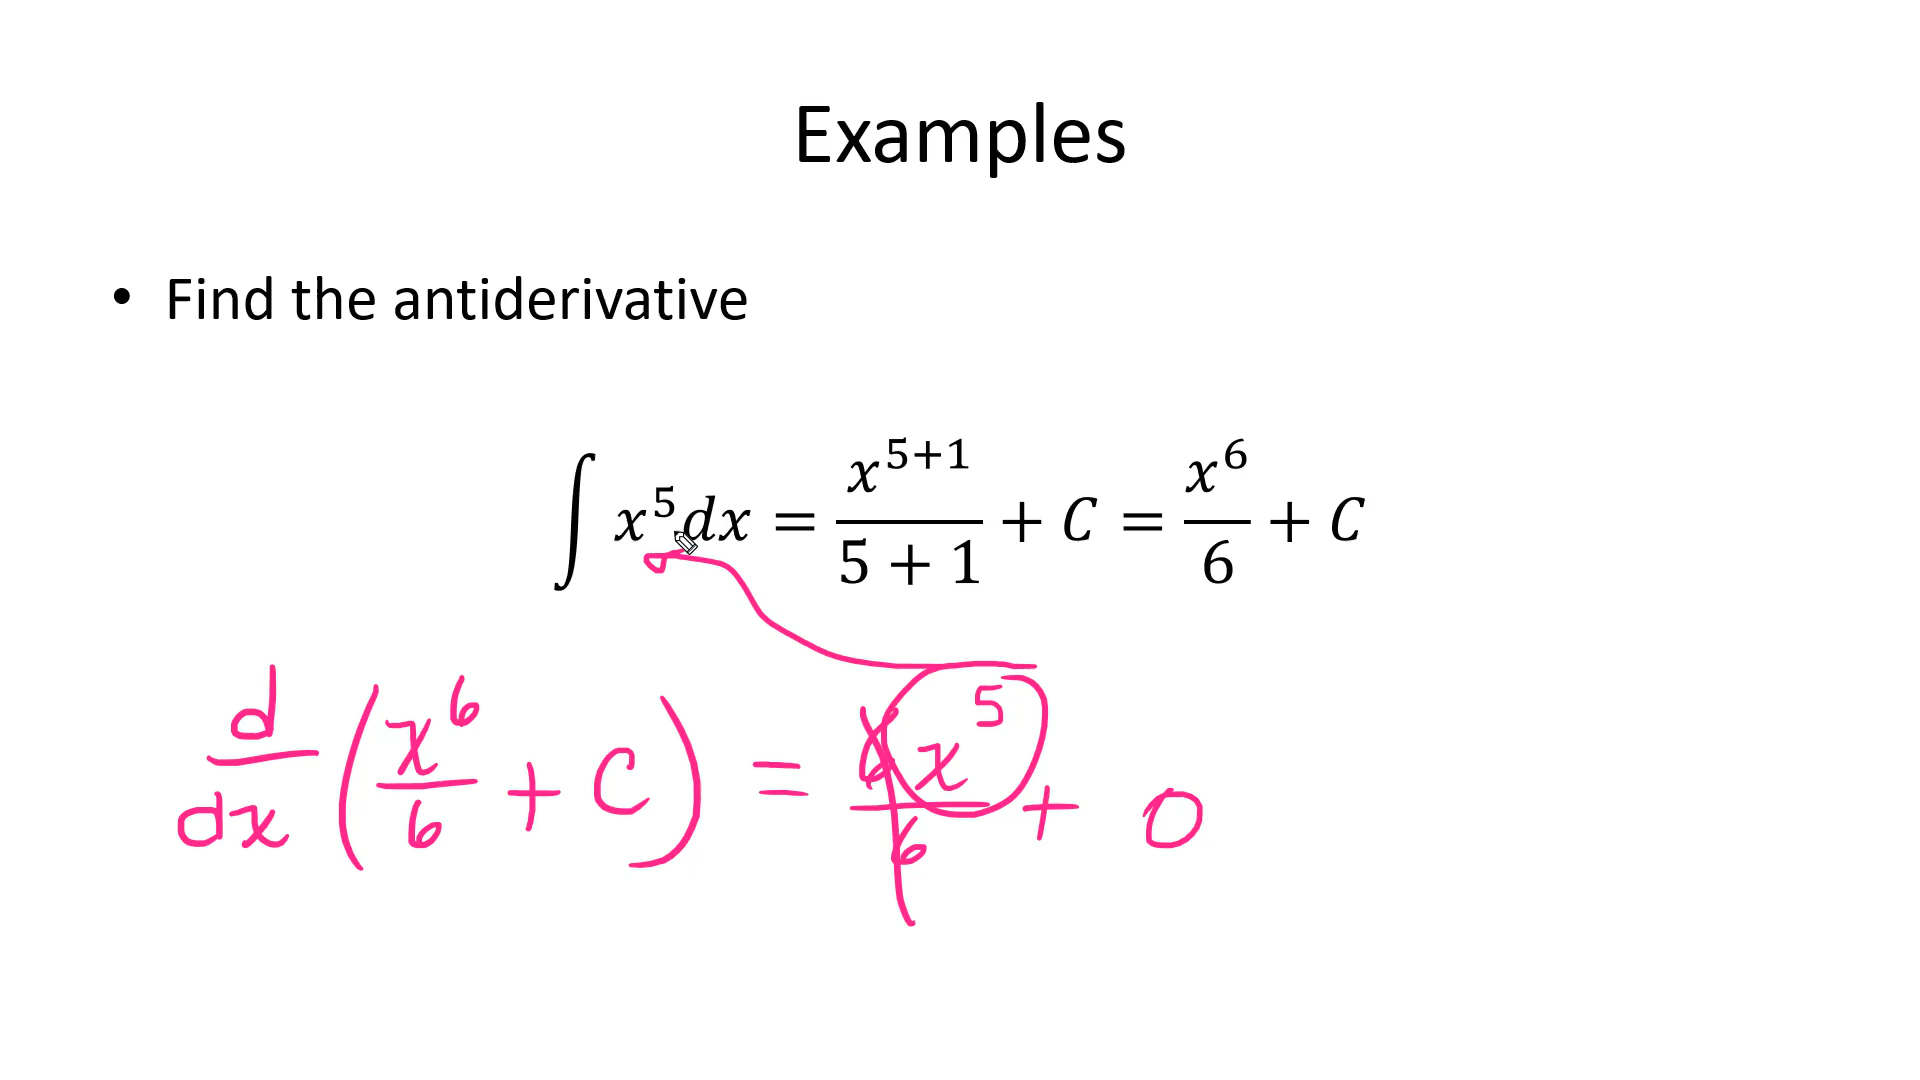 Examples
• Find the antiderivative
∫ x⁵dx = x⁵⁺¹/(5 + 1) + C = x⁶/6 + C
d/dx (x⁶/6 + C) = 6x⁵/6 + 0